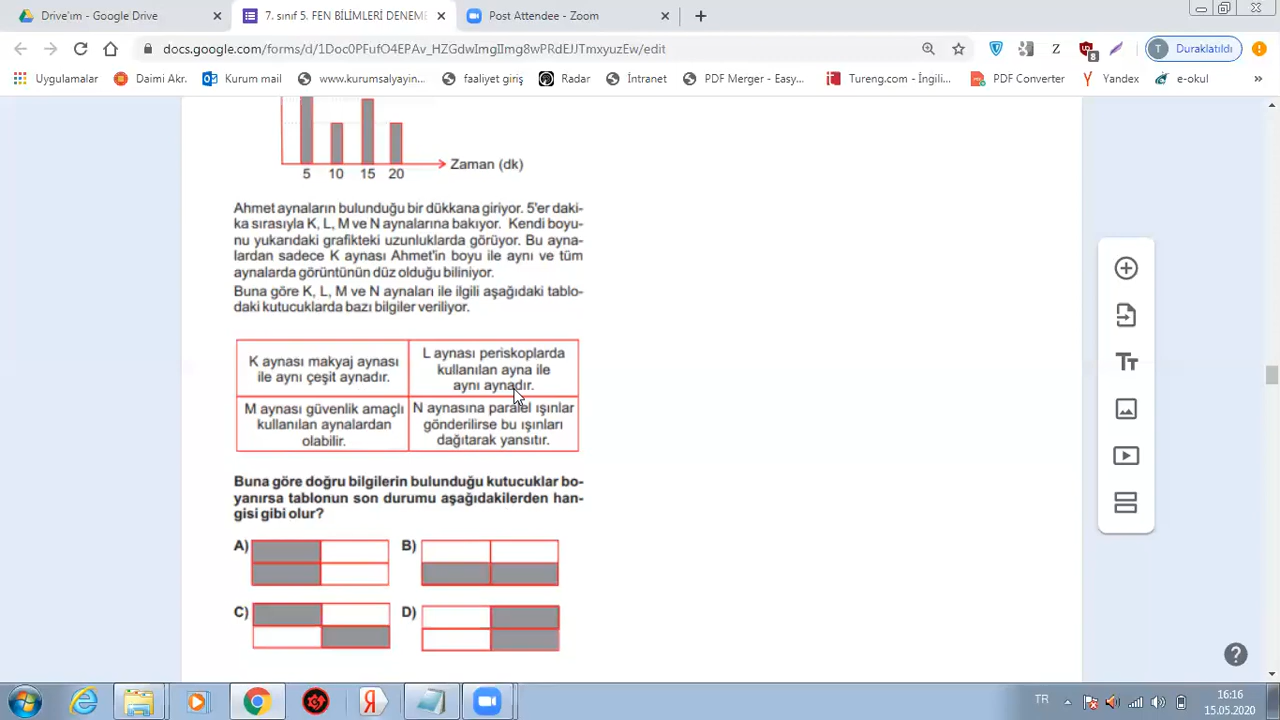 Drive'ım - Google Drive
7. sınıf 5. FEN BİLİMLERİ DENEME
Post Attendee - Zoom
docs.google.com/forms/d/1Doc0PFufO4EPAv_HZGdwImgIImg8wPRdEJJTmxyuzEw/edit
T Duraklatıldı
Uygulamalar
Daimi Akr.
Kurum mail
www.kurumsalyayin...
faaliyet giriş
Radar
İntranet
PDF Merger - Easy...
Tureng.com - İngili...
PDF Converter
Yandex
e-okul
Zaman (dk)
5 10 15 20
Ahmet aynaların bulunduğu bir dükkana giriyor. 5'er daki-
ka sırasıyla K, L, M ve N aynalarına bakıyor. Kendi boyu-
nu yukarıdaki grafikteki uzunluklarda görüyor. Bu ayna-
lardan sadece K aynası Ahmet'in boyu ile aynı ve tüm
aynalarda görüntünün düz olduğu biliniyor.
Buna göre K, L, M ve N aynaları ile ilgili aşağıdaki tablo-
daki kutucuklarda bazı bilgiler veriliyor.
K aynası makyaj aynası
ile aynı çeşit aynadır.
L aynası periskoplarda
kullanılan ayna ile
aynı aynadır.
M aynası güvenlik amaçlı
kullanılan aynalardan
olabilir.
N aynasına paralel ışınlar
gönderilirse bu ışınları
dağıtarak yansıtır.
Buna göre doğru bilgilerin bulunduğu kutucuklar bo-
yanırsa tablonun son durumu aşağıdakilerden han-
gisi gibi olur?
A)
B)
C)
D)
TR
16:16
15.05.2020